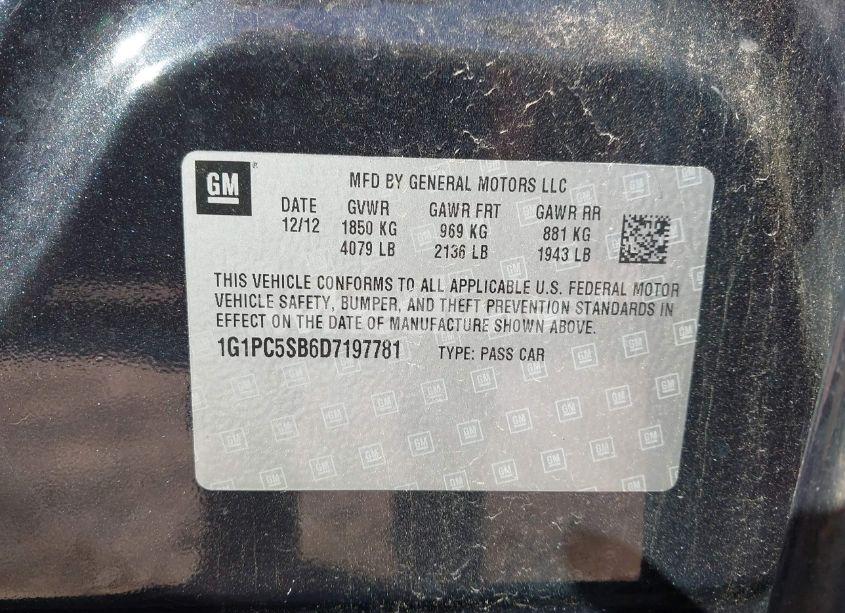 GM ® MFD BY GENERAL MOTORS LLC
DATE GVWR GAWR FRT GAWR RR
12/12 1850 KG 969 KG 881 KG
4079 LB 2136 LB 1943 LB
THIS VEHICLE CONFORMS TO ALL APPLICABLE U.S. FEDERAL MOTOR
VEHICLE SAFETY, BUMPER, AND THEFT PREVENTION STANDARDS IN
EFFECT ON THE DATE OF MANUFACTURE SHOWN ABOVE.
1G1PC5SB6D7197781 TYPE: PASS CAR